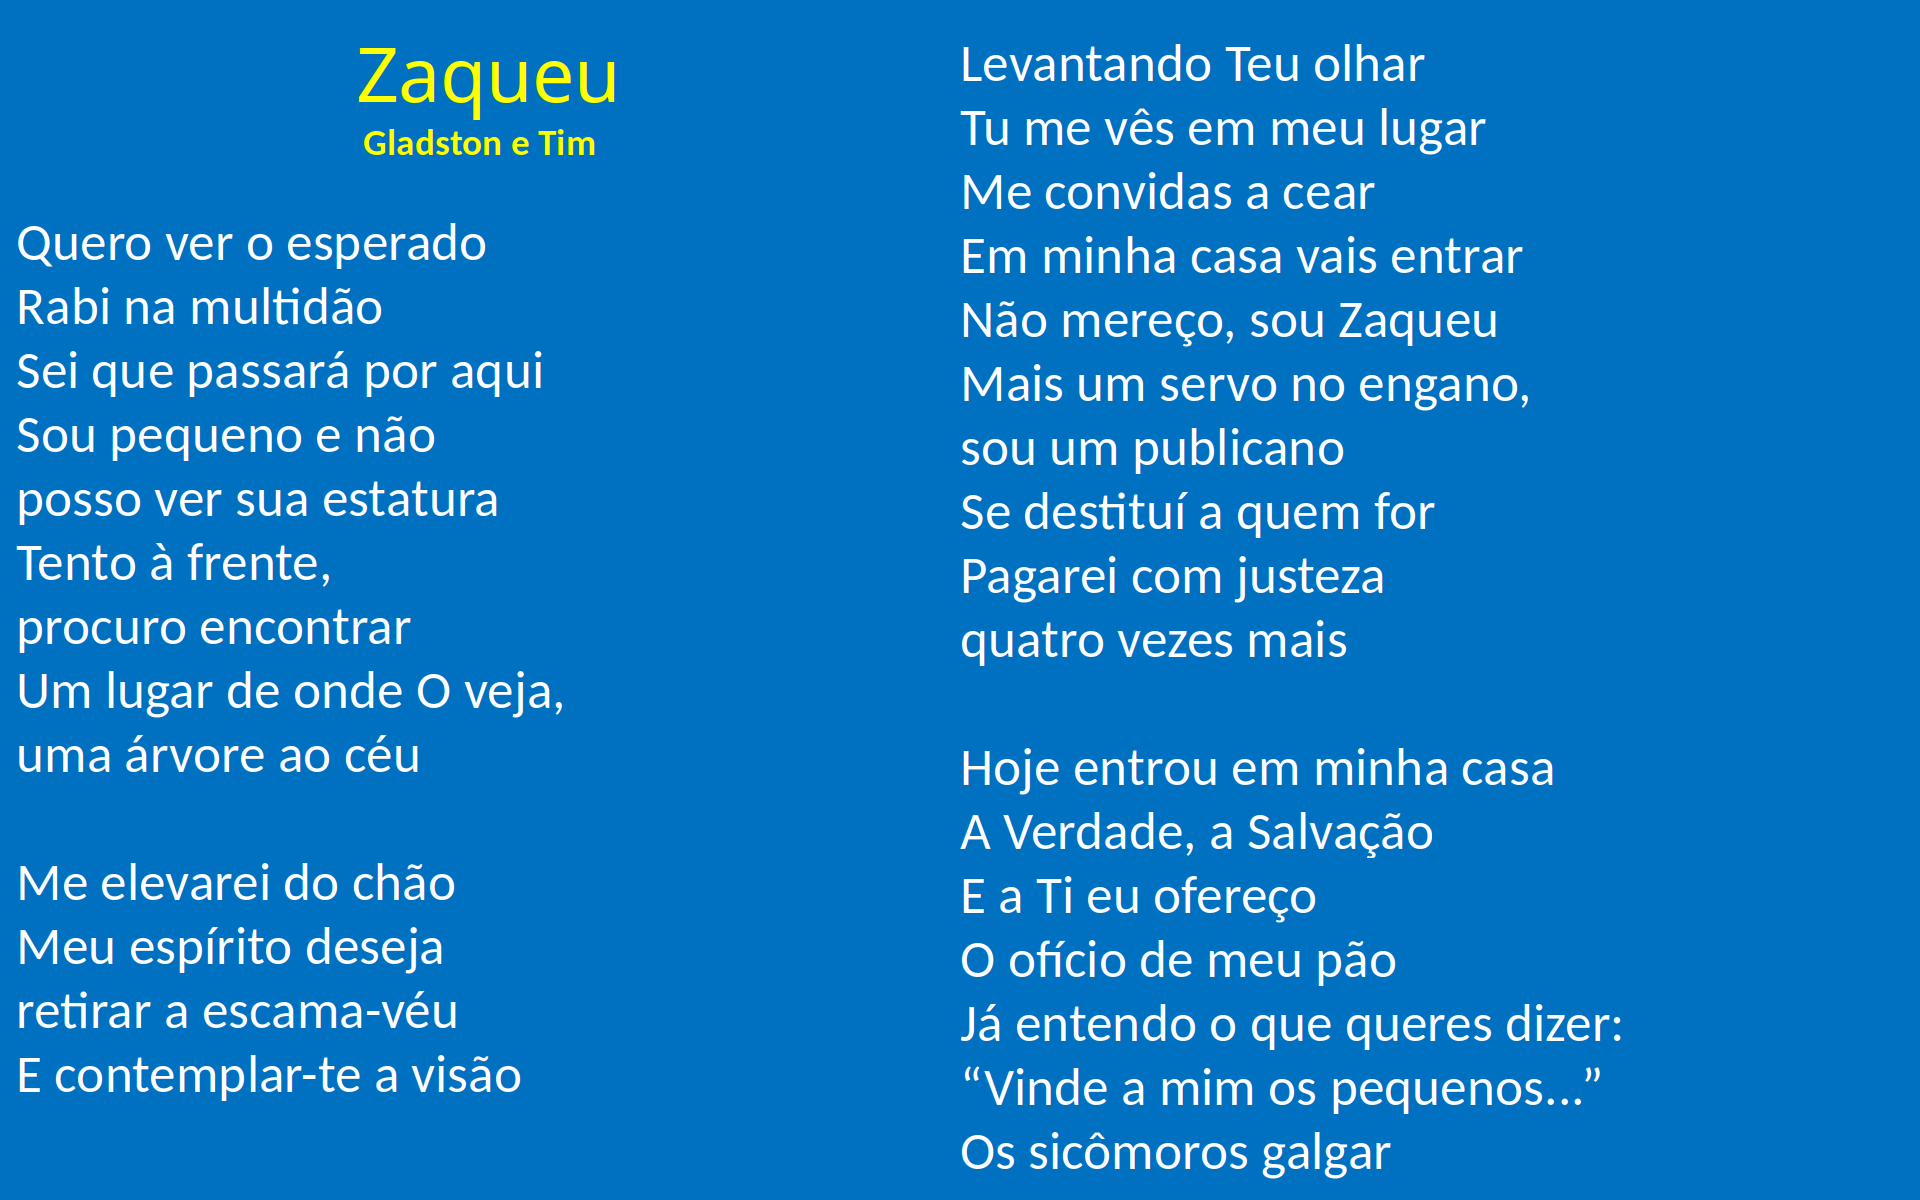 Zaqueu
Gladston e Tim
Quero ver o esperado
Rabi na multidão
Sei que passará por aqui
Sou pequeno e não
posso ver sua estatura
Tento à frente,
procuro encontrar
Um lugar de onde O veja,
uma árvore ao céu
Me elevarei do chão
Meu espírito deseja
retirar a escama-véu
E contemplar-te a visão
Levantando Teu olhar
Tu me vês em meu lugar
Me convidas a cear
Em minha casa vais entrar
Não mereço, sou Zaqueu
Mais um servo no engano,
sou um publicano
Se destituí a quem for
Pagarei com justeza
quatro vezes mais
Hoje entrou em minha casa
A Verdade, a Salvação
E a Ti eu ofereço
O ofício de meu pão
Já entendo o que queres dizer:
“Vinde a mim os pequenos...”
Os sicômoros galgar